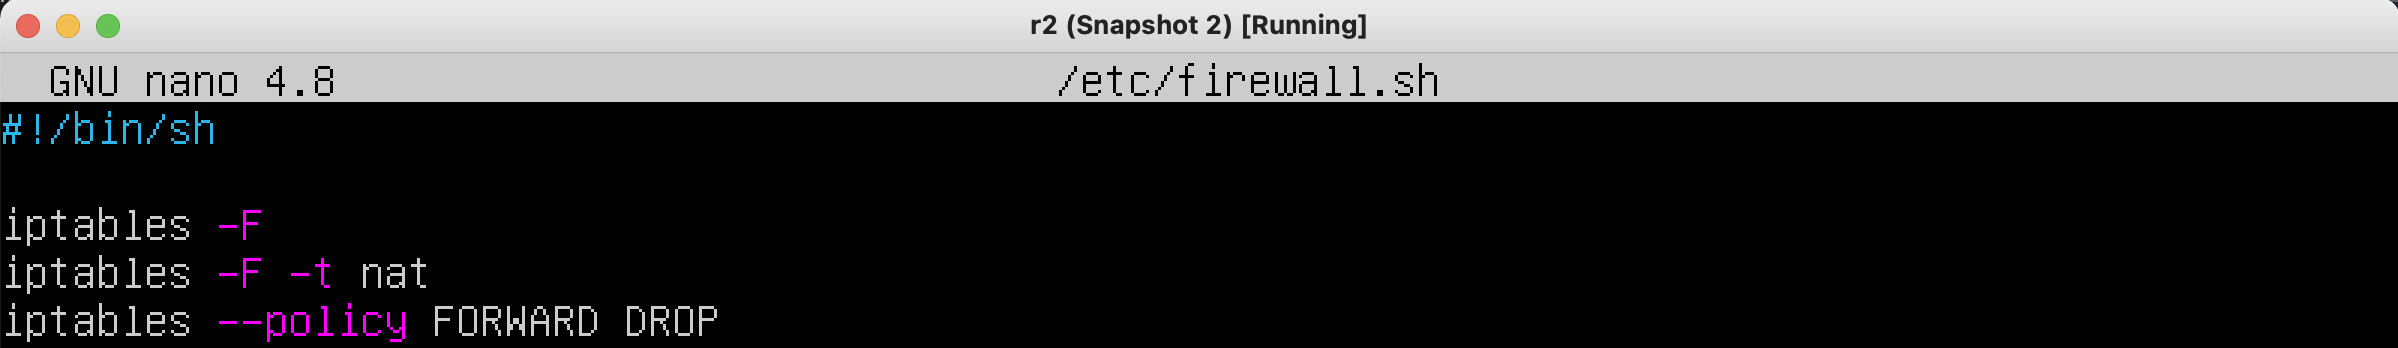 r2 (Snapshot 2) [Running]
GNU nano 4.8 /etc/firewall.sh
#!/bin/sh
iptables -F
iptables -F -t nat
iptables --policy FORWARD DROP